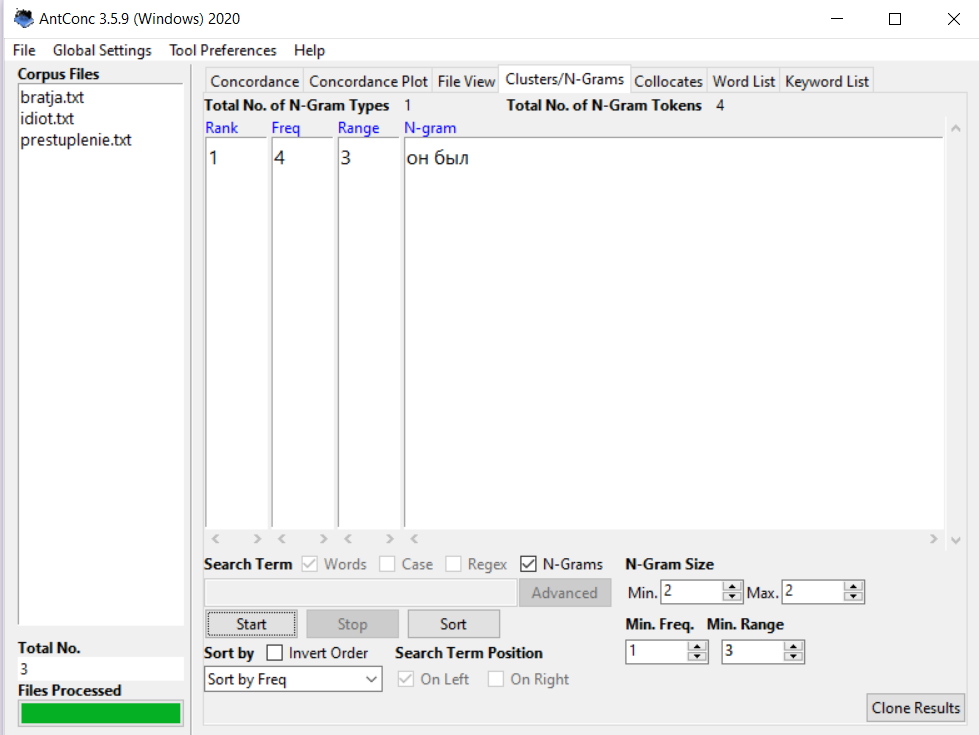 AntConc 3.5.9 (Windows) 2020
File Global Settings Tool Preferences Help
Corpus Files
bratja.txt
idiot.txt
prestuplenie.txt
Total No.
3
Files Processed
Concordance Concordance Plot File View Clusters/N-Grams Collocates Word List Keyword List
Total No. of N-Gram Types 1 Total No. of N-Gram Tokens 4
Rank Freq Range N-gram
1 4 3 он был
Search Term Words Case Regex N-Grams N-Gram Size
Advanced Min. 2 Max. 2
Start Stop Sort Min. Freq. Min. Range
Sort by Invert Order Search Term Position 1 3
Sort by Freq On Left On Right
Clone Results